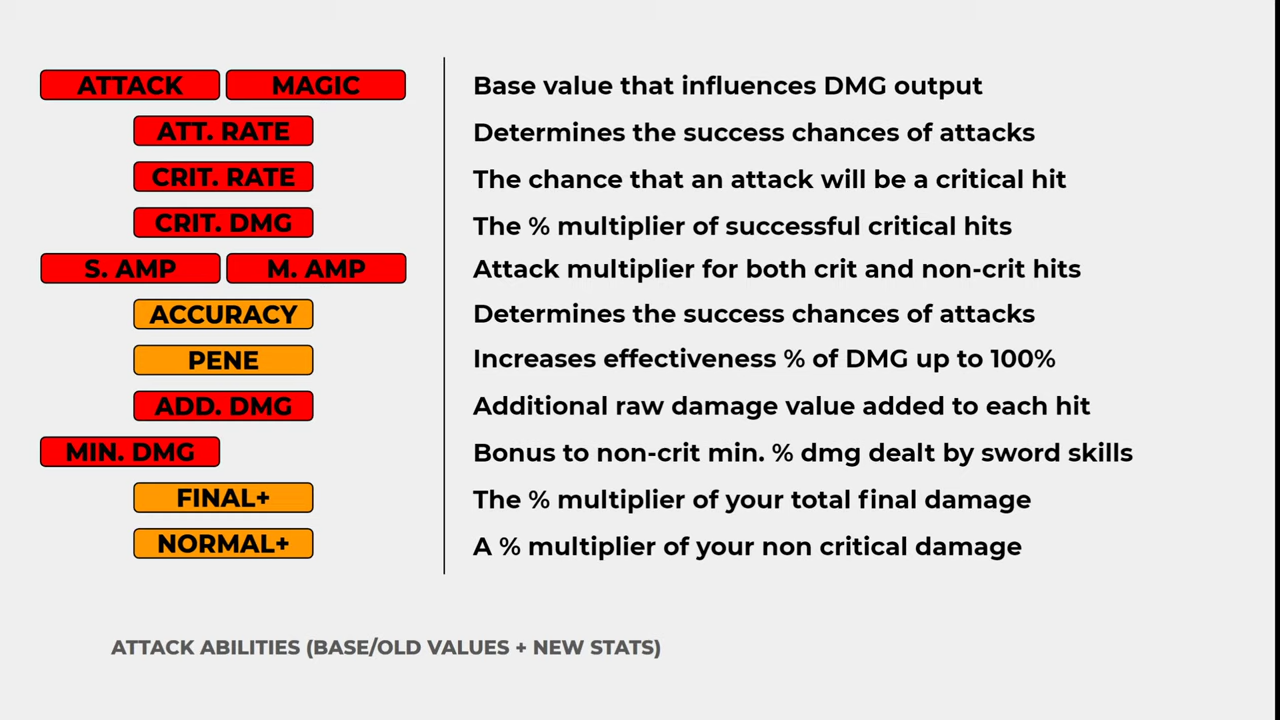 ATTACK MAGIC Base value that influences DMG output
ATT. RATE Determines the success chances of attacks
CRIT. RATE The chance that an attack will be a critical hit
CRIT. DMG The % multiplier of successful critical hits
S. AMP M. AMP Attack multiplier for both crit and non-crit hits
ACCURACY Determines the success chances of attacks
PENE Increases effectiveness % of DMG up to 100%
ADD. DMG Additional raw damage value added to each hit
MIN. DMG Bonus to non-crit min. % dmg dealt by sword skills
FINAL+ The % multiplier of your total final damage
NORMAL+ A % multiplier of your non critical damage
ATTACK ABILITIES (BASE/OLD VALUES + NEW STATS)